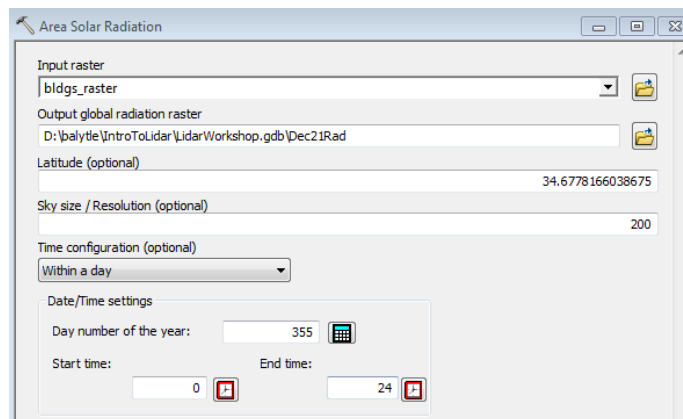 Area Solar Radiation
Input raster
bldgs_raster
Output global radiation raster
D:\balytle\IntroToLidar\LidarWorkshop.gdb\Dec21Rad
Latitude (optional)
34.6778166038675
Sky size / Resolution (optional)
200
Time configuration (optional)
Within a day
Date/Time settings
Day number of the year: 355
Start time: End time:
0 24